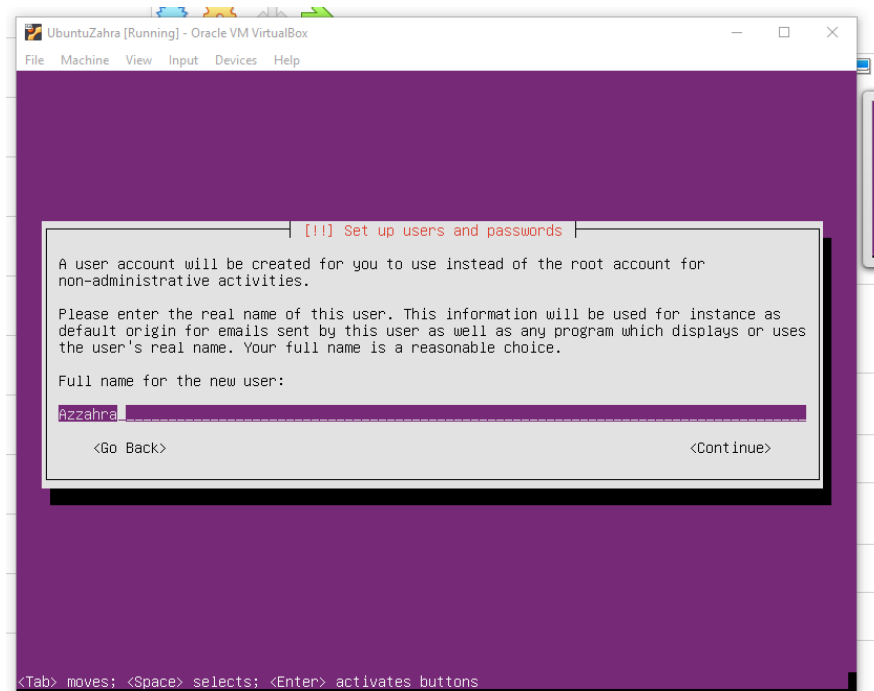 UbuntuZahra [Running] - Oracle VM VirtualBox
File Machine View Input Devices Help
[!!] Set up users and passwords
A user account will be created for you to use instead of the root account for
non-administrative activities.
Please enter the real name of this user. This information will be used for instance as
default origin for emails sent by this user as well as any program which displays or uses
the user's real name. Your full name is a reasonable choice.
Full name for the new user:
Azzahra
<Go Back> <Continue>
<Tab> moves; <Space> selects; <Enter> activates buttons